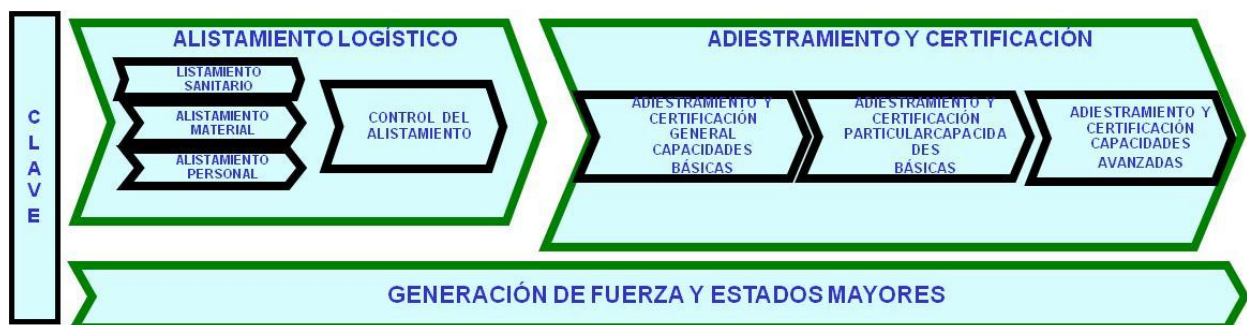 CLAVE
ALISTAMIENTO LOGÍSTICO
LISTAMIENTO
SANITARIO
ALISTAMIENTO
MATERIAL
ALISTAMIENTO
PERSONAL
CONTROL DEL
ALISTAMIENTO
ADIESTRAMIENTO Y CERTIFICACIÓN
ADIESTRAMIENTO Y
CERTIFICACIÓN
GENERAL
CAPACIDADES
BÁSICAS
ADIESTRAMIENTO Y
CERTIFICACIÓN
PARTICULARCAPACIDA
DES
BÁSICAS
ADIESTRAMIENTO Y
CERTIFICACIÓN
CAPACIDADES
AVANZADAS
GENERACIÓN DE FUERZA Y ESTADOS MAYORES